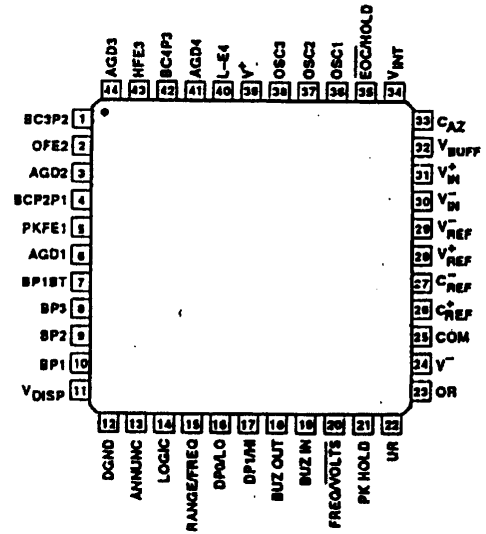 AGD3
HFE3
BC4P3
AGD4
L-E4
V+
OSC3
OSC2
OSC1
EOC/HOLD
VINT
44 43 42 41 40 39 38 37 36 35 34
BC3P2 1
OFE2 2
AGD2 3
BCP2P1 4
PKFE1 5
AGD1 6
BP1BT 7
BP3 8
BP2 9
BP1 10
VDISP 11
33 CAZ
32 VBUFF
31 V+IN
30 V-IN
29 V-REF
28 V+REF
27 C-REF
26 C+REF
25 COM
24 V-
23 OR
12 13 14 15 16 17 18 19 20 21 22
DGND
ANNUNC
LOGIC
RANGE/FREQ
DP0/LO
DP1/HI
BUZ OUT
BUZ IN
FREQ/VOLTS
PK HOLD
UR